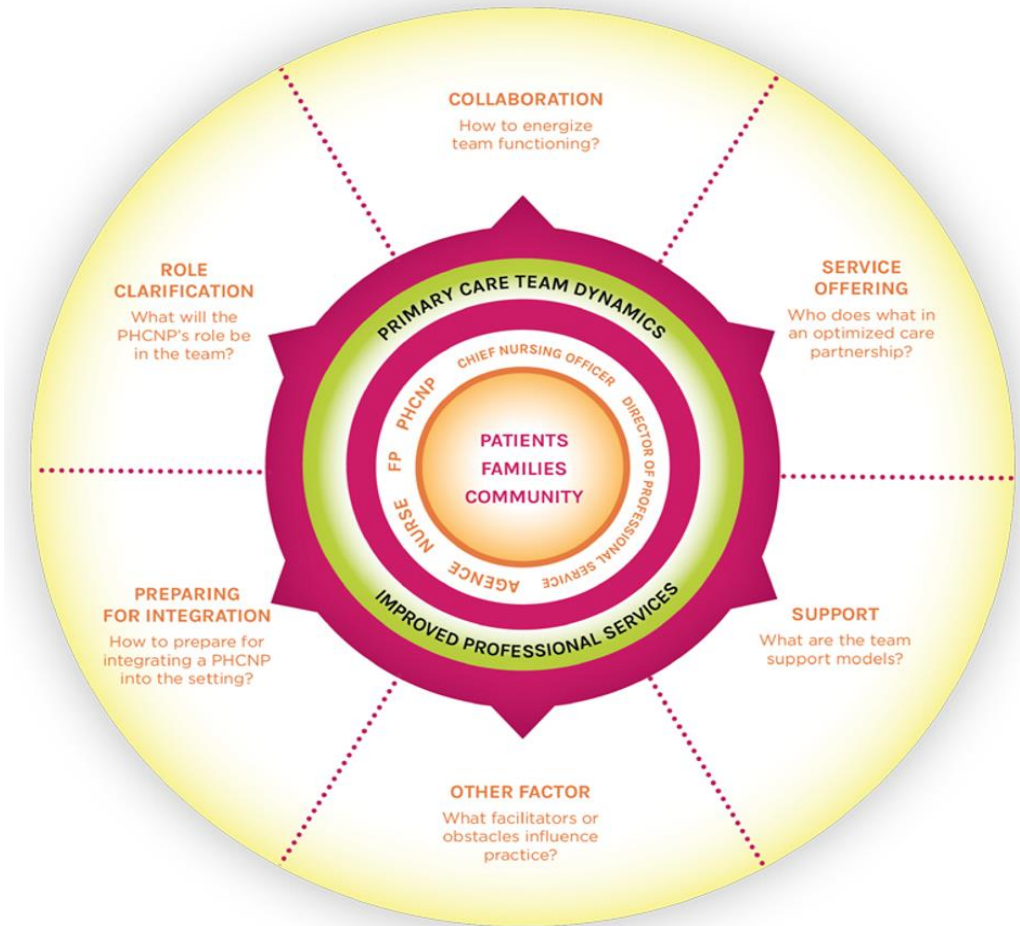 COLLABORATION
How to energize
team functioning?
SERVICE
OFFERING
Who does what in
an optimized care
partnership?
SUPPORT
What are the team
support models?
OTHER FACTOR
What facilitators or
obstacles influence
practice?
PREPARING
FOR INTEGRATION
How to prepare for
integrating a PHCNP
into the setting?
ROLE
CLARIFICATION
What will the
PHCNP's role be
in the team?
PRIMARY CARE TEAM DYNAMICS
IMPROVED PROFESSIONAL SERVICES
CHIEF NURSING OFFICER
DIRECTOR OF PROFESSIONAL SERVICE
AGENCE
NURSE
FP
PHCNP
PATIENTS
FAMILIES
COMMUNITY